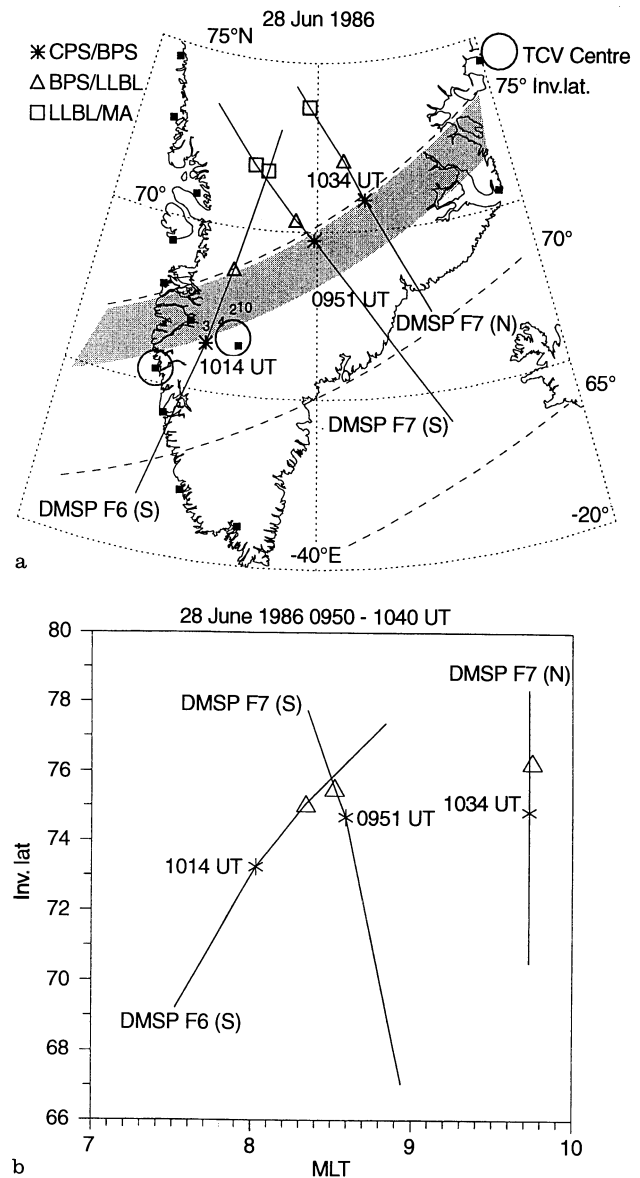 28 Jun 1986
75°N
CPS/BPS
BPS/LLBL
LLBL/MA
TCV Centre
75° Inv.lat.
1034 UT
70°
70°
0951 UT
3 4 2 10
DMSP F7 (N)
1014 UT
65°
DMSP F7 (S)
DMSP F6 (S)
-20°
-40°E
a
28 June 1986 0950 - 1040 UT
80
DMSP F7 (N)
DMSP F7 (S)
78
76
1034 UT
0951 UT
74
1014 UT
Inv. lat
72
70
DMSP F6 (S)
68
66
7 8 9 10
MLT
b